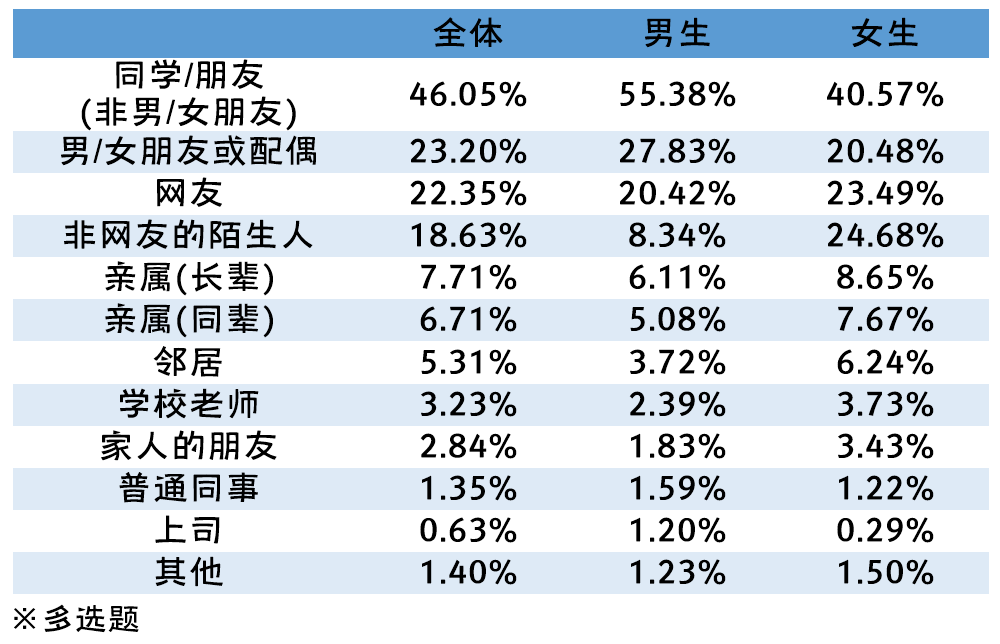 全体 男生 女生
同学/朋友
(非男/女朋友) 46.05% 55.38% 40.57%
男/女朋友或配偶 23.20% 27.83% 20.48%
网友 22.35% 20.42% 23.49%
非网友的陌生人 18.63% 8.34% 24.68%
亲属(长辈) 7.71% 6.11% 8.65%
亲属(同辈) 6.71% 5.08% 7.67%
邻居 5.31% 3.72% 6.24%
学校老师 3.23% 2.39% 3.73%
家人的朋友 2.84% 1.83% 3.43%
普通同事 1.35% 1.59% 1.22%
上司 0.63% 1.20% 0.29%
其他 1.40% 1.23% 1.50%
※多选题